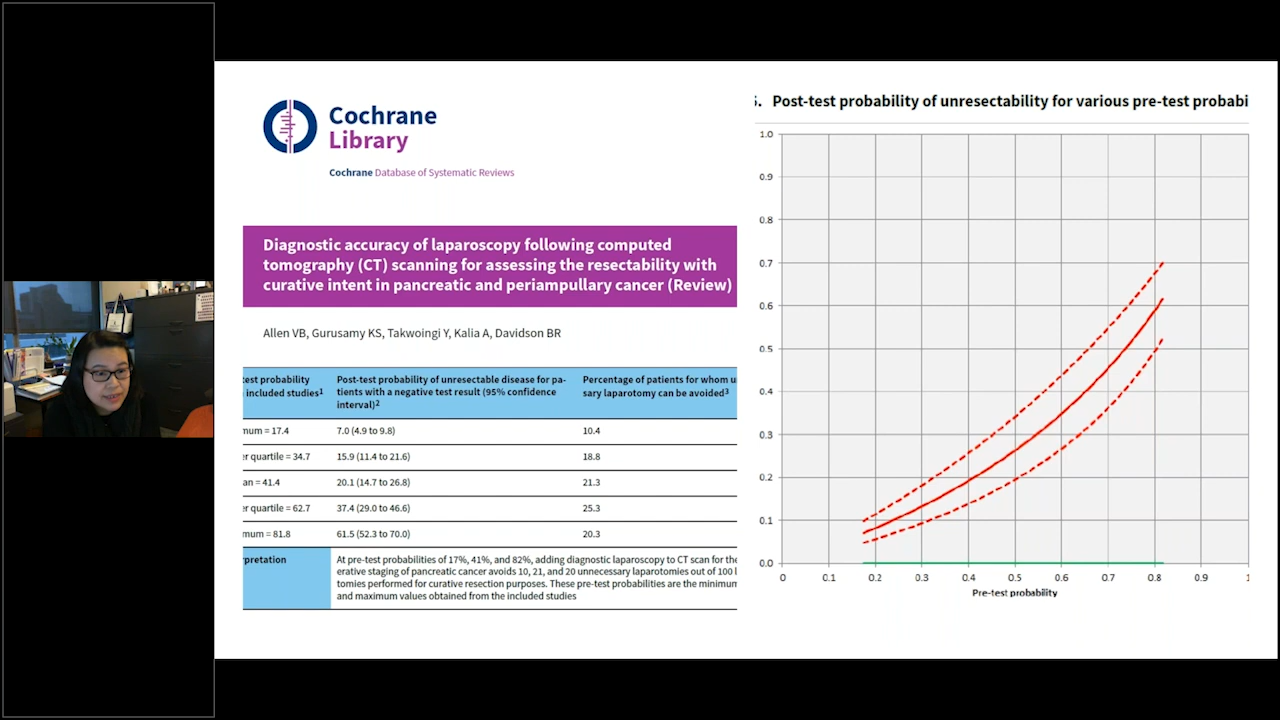 Cochrane
Library
Cochrane Database of Systematic Reviews
Diagnostic accuracy of laparoscopy following computed
tomography (CT) scanning for assessing the resectability with
curative intent in pancreatic and periampullary cancer (Review)
Allen VB, Gurusamy KS, Takwoingi Y, Kalia A, Davidson BR
test probability
included studies1
Post-test probability of unresectable disease for pa-
tients with a negative test result (95% confidence
interval)2
Percentage of patients for whom u
sary laparotomy can be avoided3
mum = 17.4
7.0 (4.9 to 9.8)
10.4
er quartile = 34.7
15.9 (11.4 to 21.6)
18.8
an = 41.4
20.1 (14.7 to 26.8)
21.3
er quartile = 62.7
37.4 (29.0 to 46.6)
25.3
mum = 81.8
61.5 (52.3 to 70.0)
20.3
rpretation
At pre-test probabilities of 17%, 41%, and 82%, adding diagnostic laparoscopy to CT scan for the
erative staging of pancreatic cancer avoids 10, 21, and 20 unnecessary laparotomies out of 100 l
tomies performed for curative resection purposes. These pre-test probabilities are the minimum
and maximum values obtained from the included studies
. Post-test probability of unresectability for various pre-test probabi
1.0
0.9
0.8
0.7
0.6
0.5
0.4
0.3
0.2
0.1
0.0
0 0.1 0.2 0.3 0.4 0.5 0.6 0.7 0.8 0.9 1
Pre-test probability